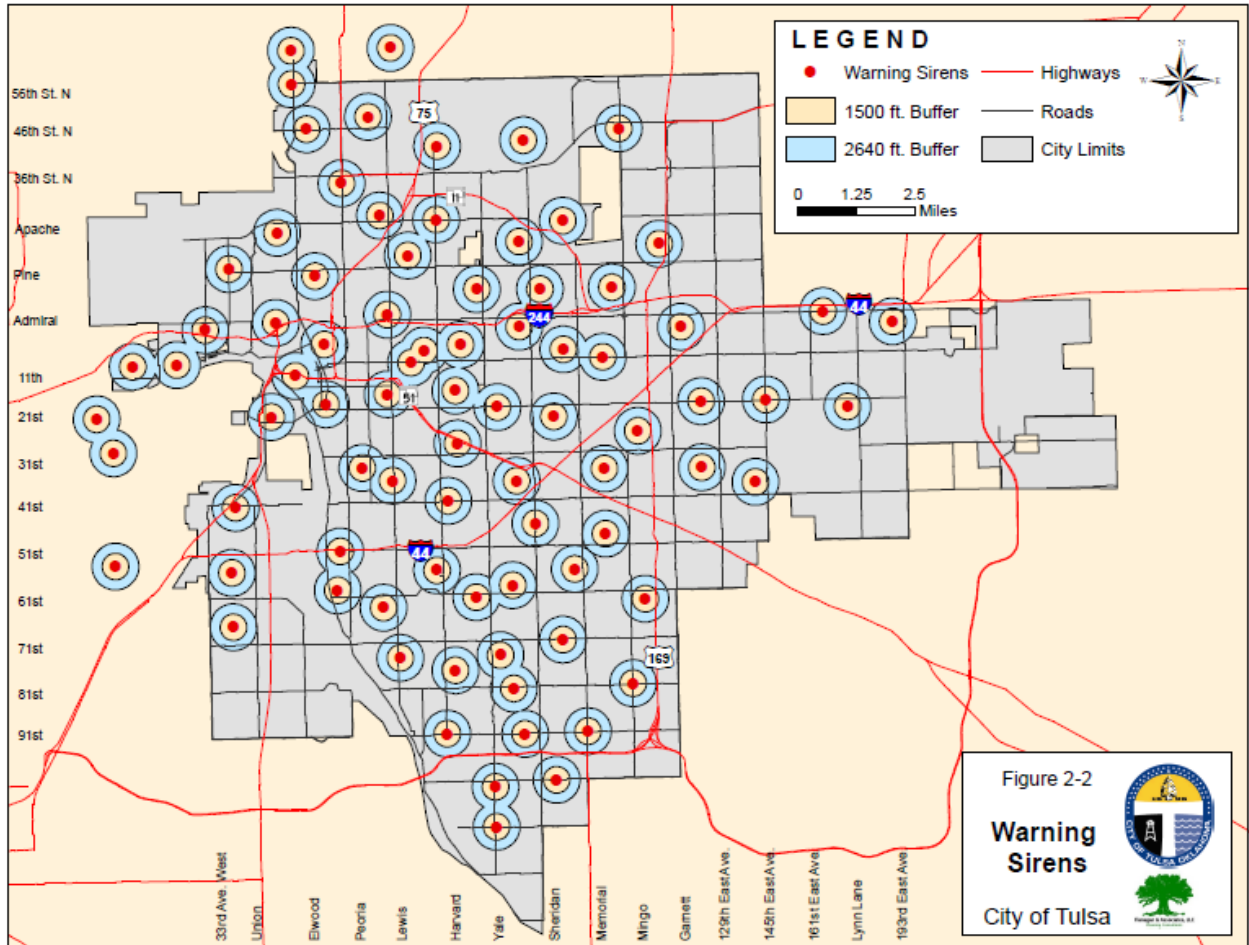 LEGEND
Warning Sirens
Highways
1500 ft. Buffer
Roads
2640 ft. Buffer
City Limits
0 1.25 2.5
Miles
N
W
E
S
56th St. N
46th St. N
36th St. N
Apache
Pine
Admiral
11th
21st
31st
41st
51st
61st
71st
81st
91st
75
11
244
44
51
44
169
33rd Ave. West
Union
Elwood
Peoria
Lewis
Harvard
Yale
Sheridan
Memorial
Mingo
Garnett
129th East Ave.
145th East Ave.
161st East Ave
Lynn Lane
193rd East Ave
Figure 2-2
Warning
Sirens
City of Tulsa
CITY OF TULSA OKLAHOMA